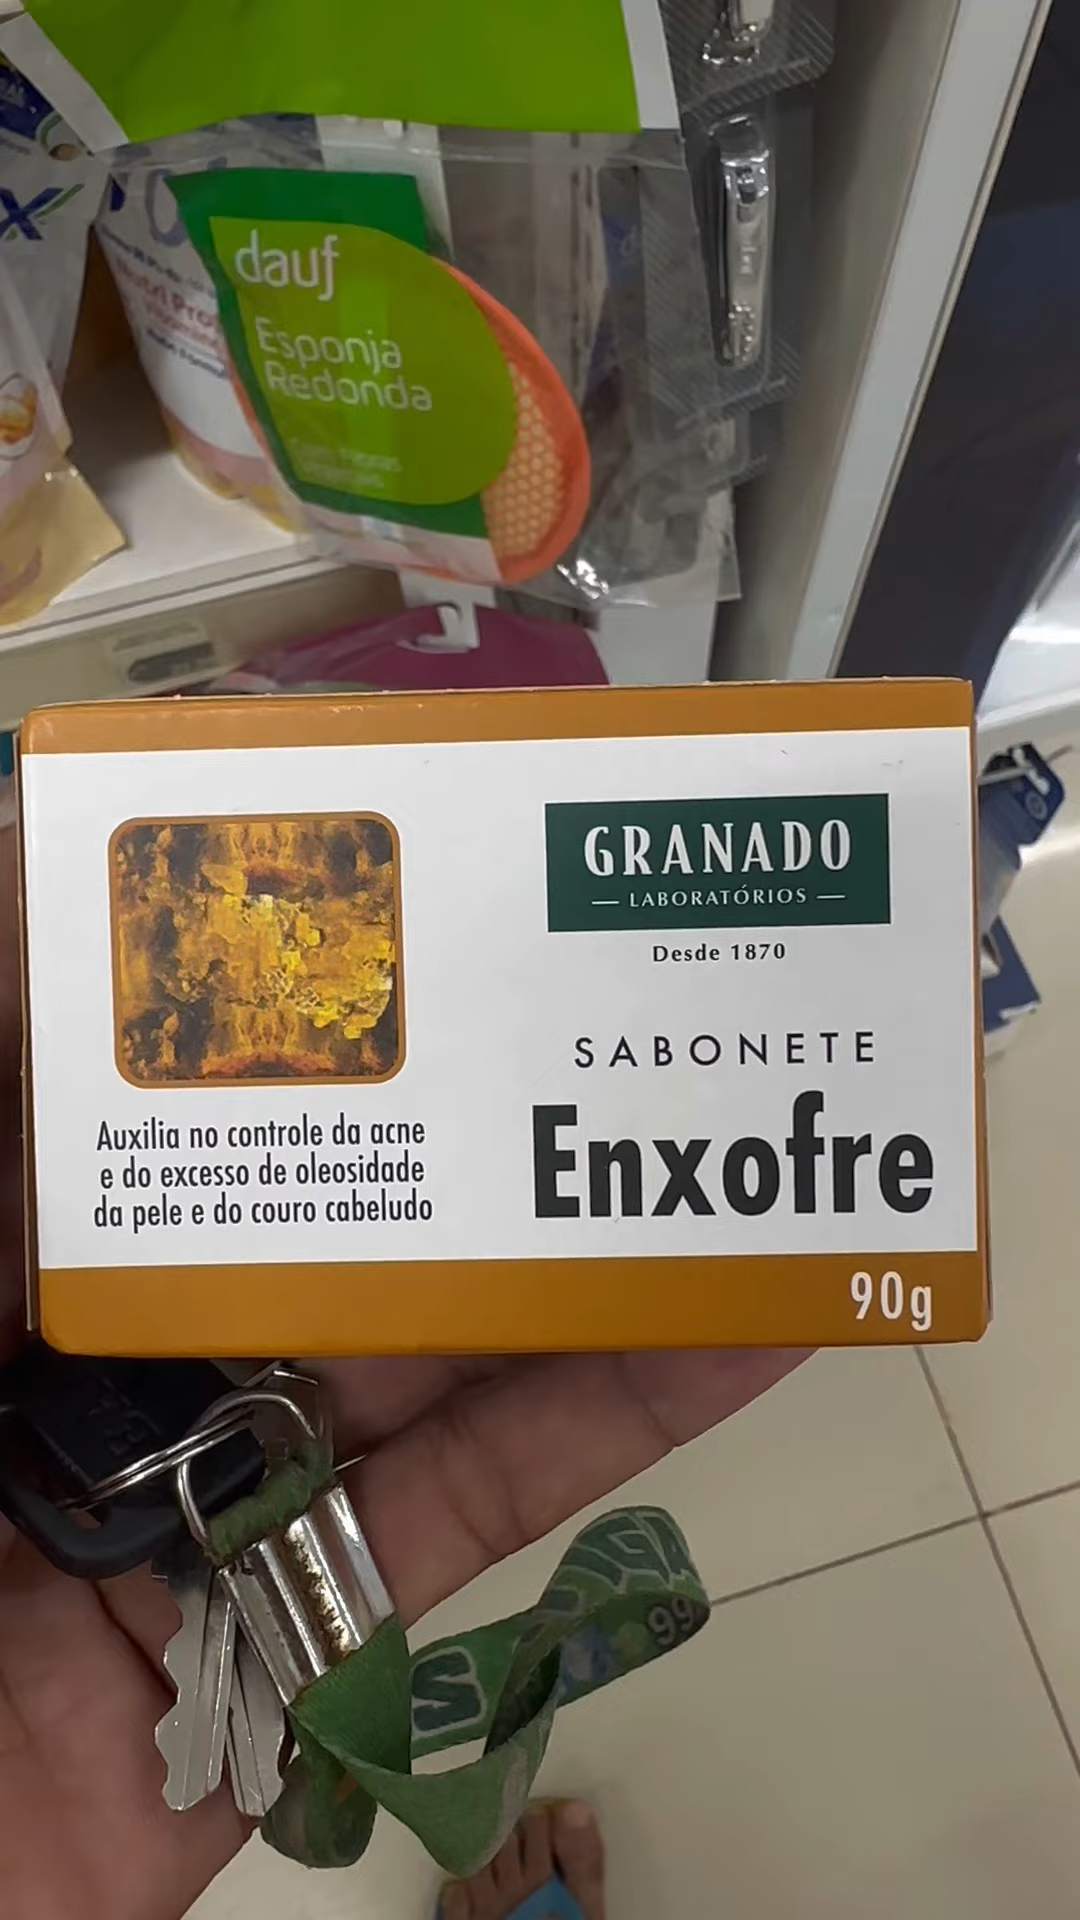 dauf
Esponja
Redonda
GRANADO
— LABORATÓRIOS —
Desde 1870
SABONETE
Enxofre
Auxilia no controle da acne
e do excesso de oleosidade
da pele e do couro cabeludo
90g
S
99